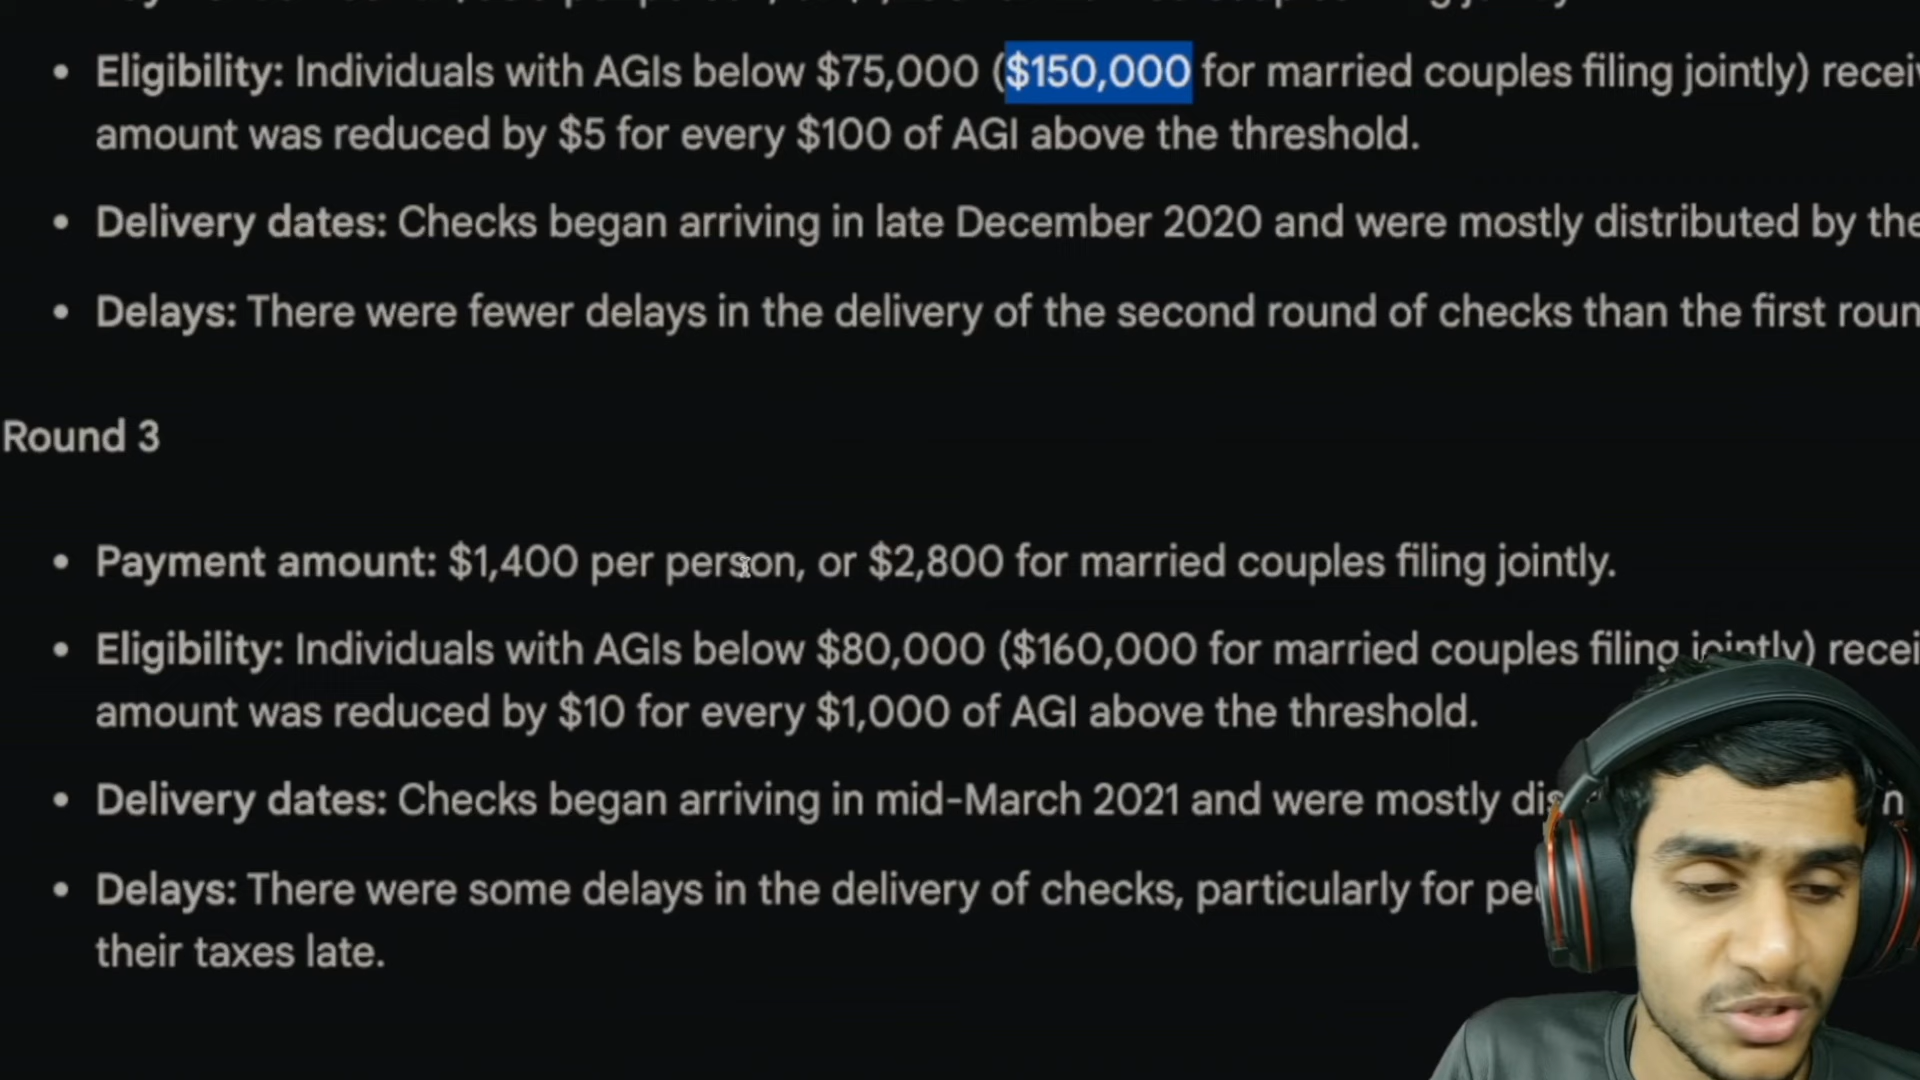 Eligibility: Individuals with AGIs below $75,000 ($150,000 for married couples filing jointly)
amount was reduced by $5 for every $100 of AGI above the threshold.
Delivery dates: Checks began arriving in late December 2020 and were mostly distributed by the
Delays: There were fewer delays in the delivery of the second round of checks than the first
Round 3
Payment amount: $1,400 per person, or $2,800 for married couples filing jointly.
Eligibility: Individuals with AGIs below $80,000 ($160,000 for married couples filing jointly)
amount was reduced by $10 for every $1,000 of AGI above the threshold.
Delivery dates: Checks began arriving in mid-March 2021 and were mostly
Delays: There were some delays in the delivery of checks, particularly for
their taxes late.